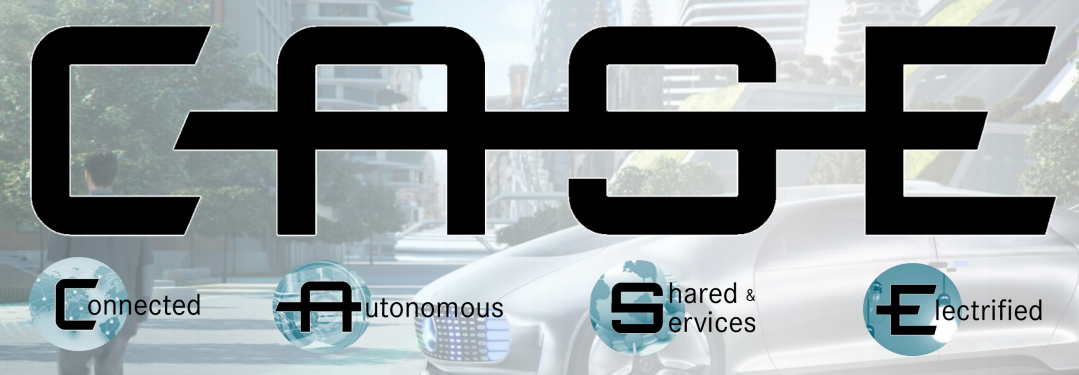 CASE
Connected
Autonomous
Shared &
Services
Electrified